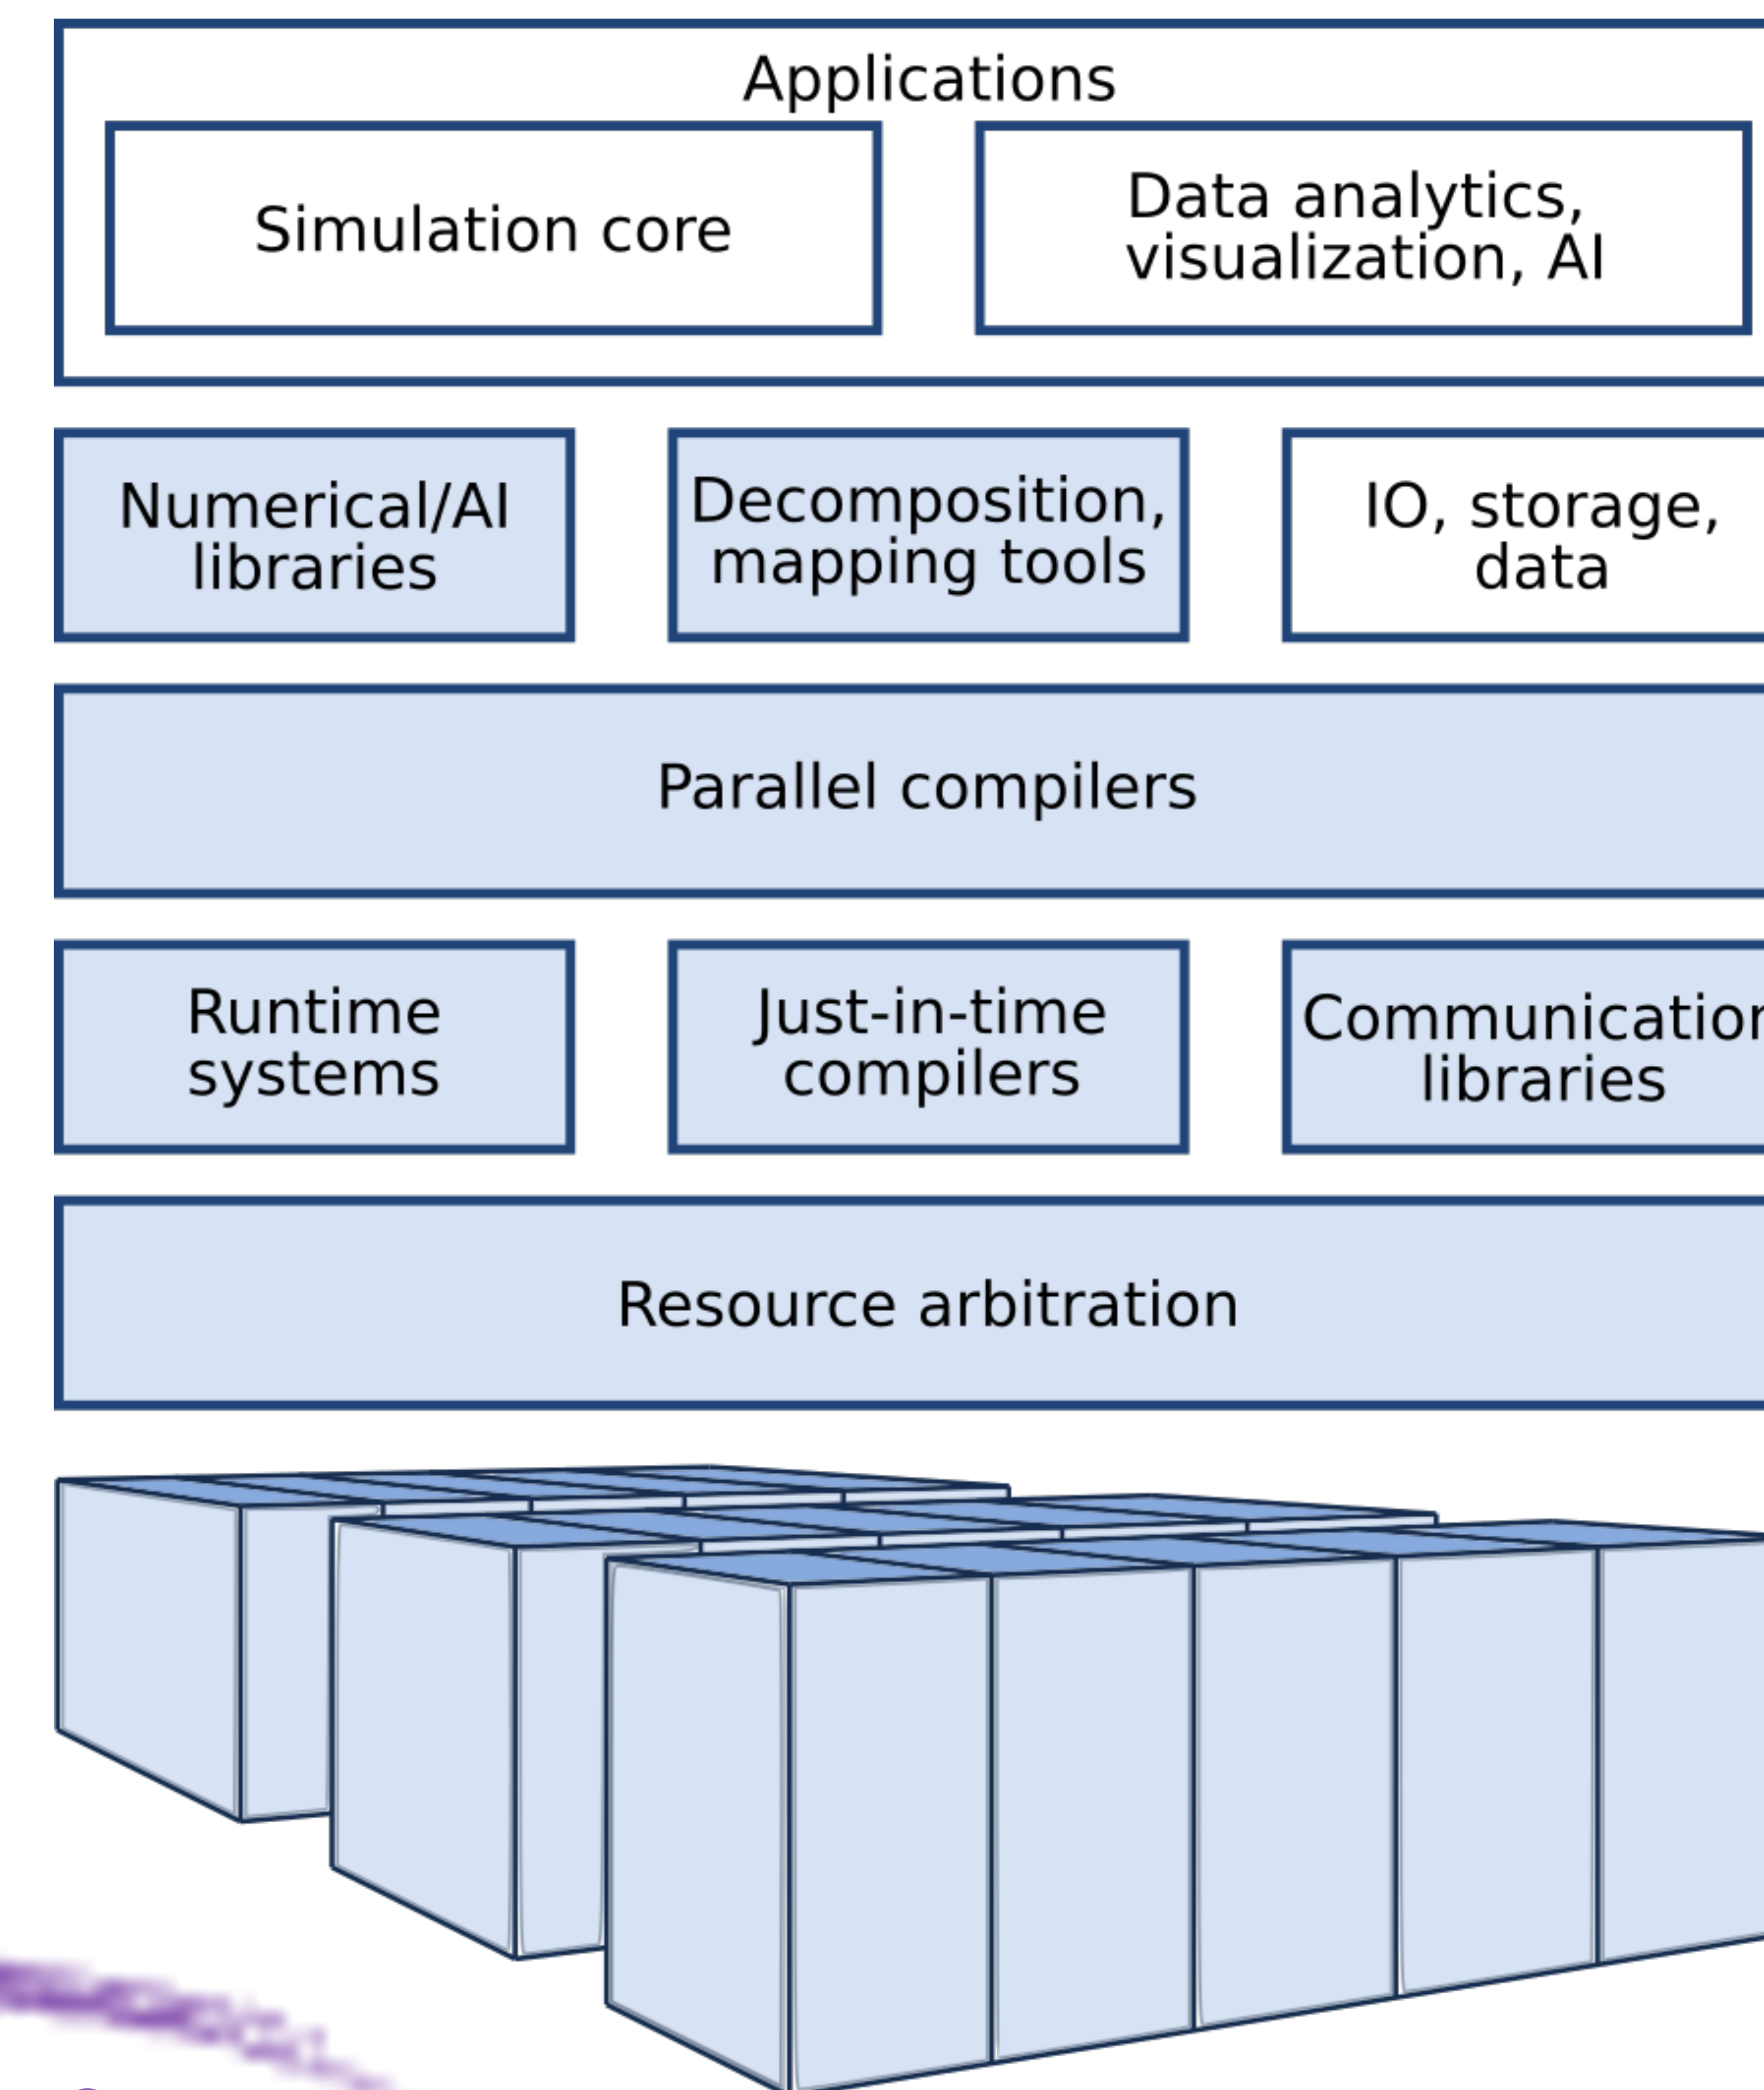 Applications
Simulation core
Data analytics,
visualization, AI
Numerical/AI
libraries
Decomposition,
mapping tools
IO, storage,
data
Parallel compilers
Runtime
systems
Just-in-time
compilers
Communication
libraries
Resource arbitration